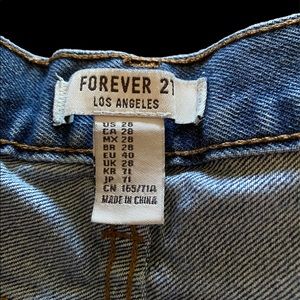 FOREVER 21
LOS ANGELES
US 28
CA 28
MX 28
BR 28
EU 40
UK 28
KR 71
JP 71
CN 165/71A
MADE IN CHINA